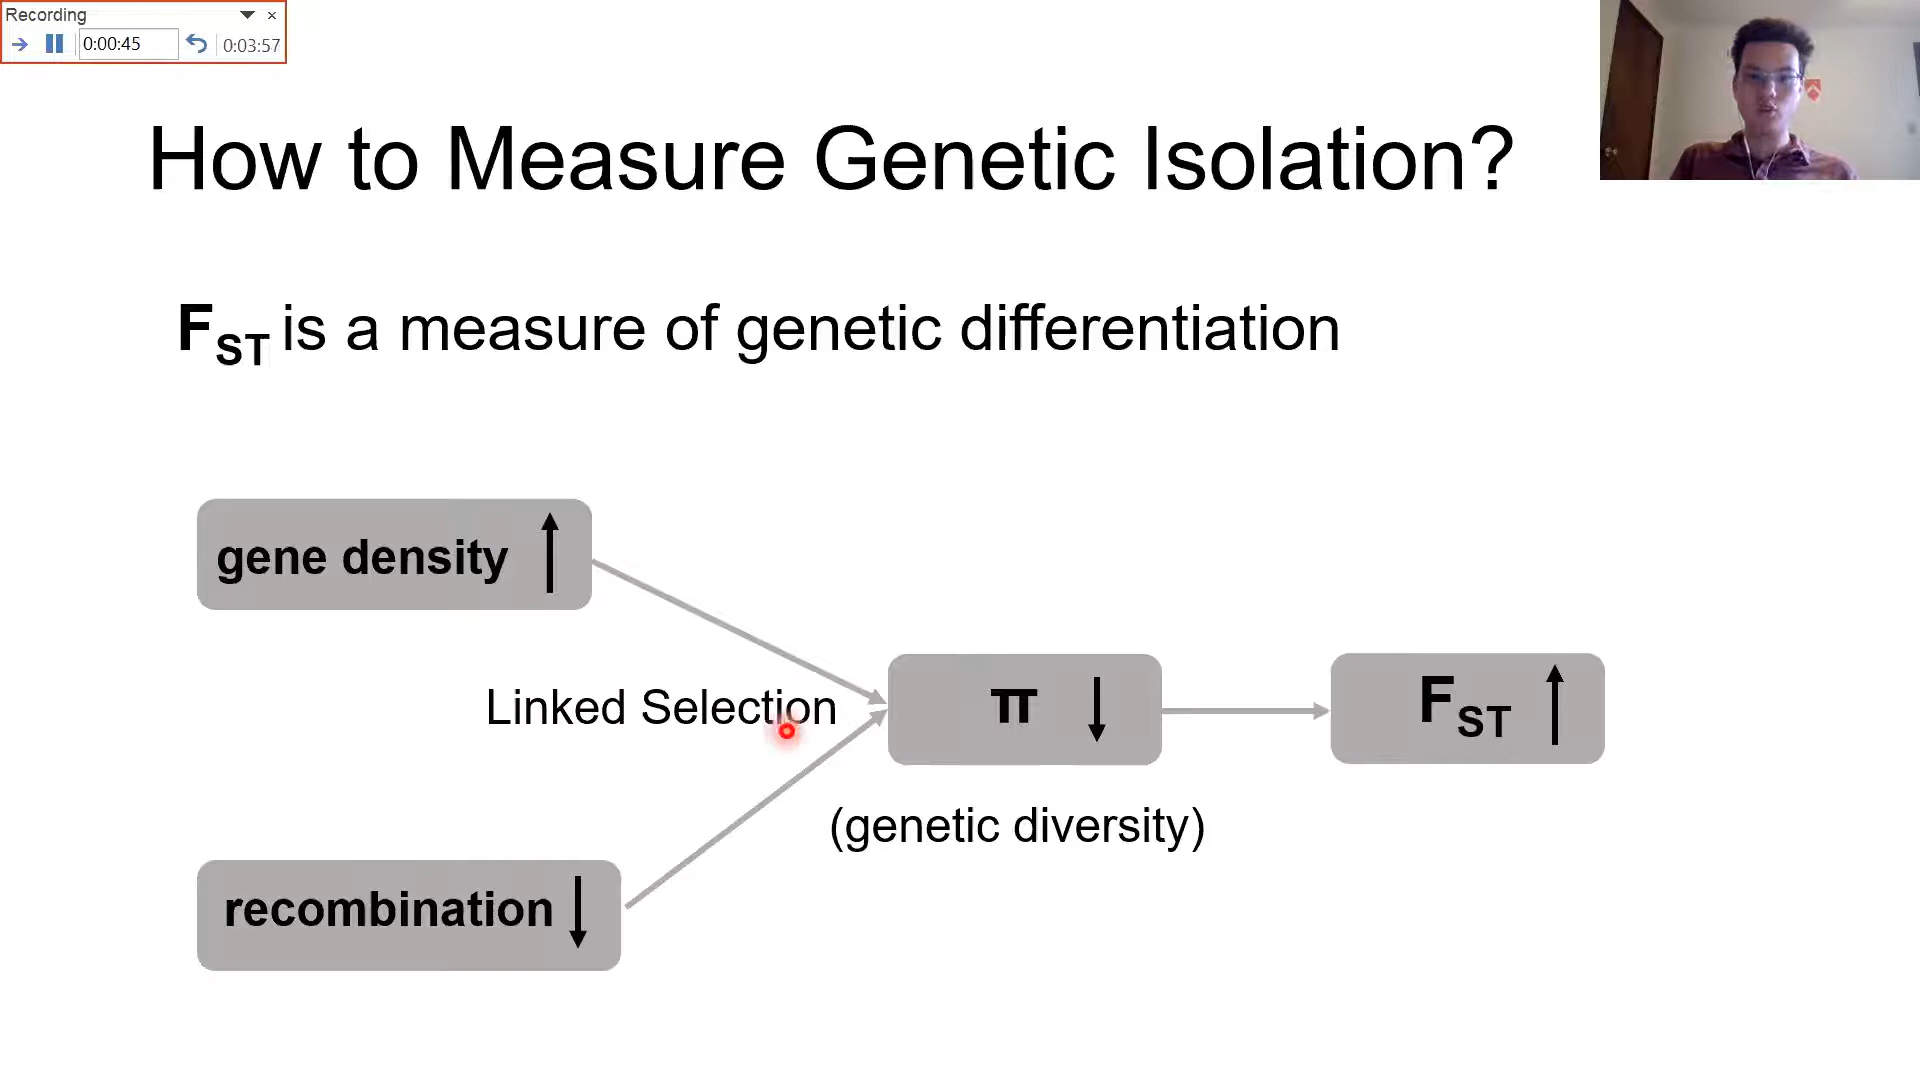 Recording
0:00:45
0:03:57
How to Measure Genetic Isolation?
FST is a measure of genetic differentiation
gene density
Linked Selection
π
FST
(genetic diversity)
recombination